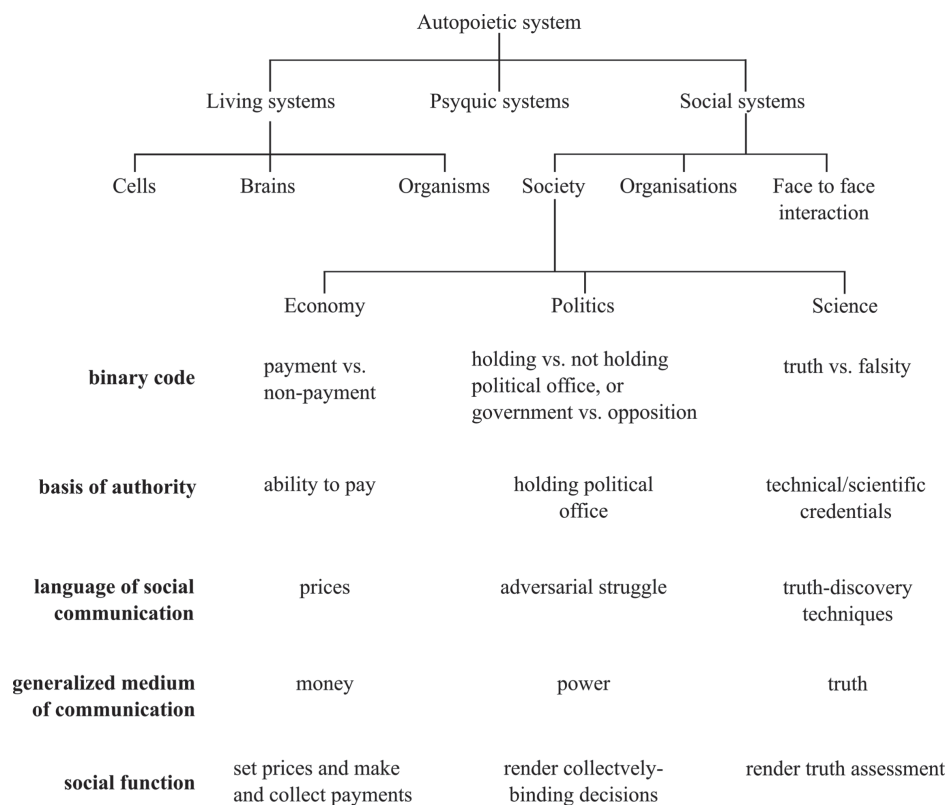 Autopoietic system
Living systems
Psyquic systems
Social systems
Cells
Brains
Organisms
Society
Organisations
Face to face
interaction
Economy
Politics
Science
binary code
payment vs.
non-payment
holding vs. not holding
political office, or
government vs. opposition
truth vs. falsity
basis of authority
ability to pay
holding political
office
technical/scientific
credentials
language of social
communication
prices
adversarial struggle
truth-discovery
techniques
generalized medium
of communication
money
power
truth
social function
set prices and make
and collect payments
render collectvely-
binding decisions
render truth assessment